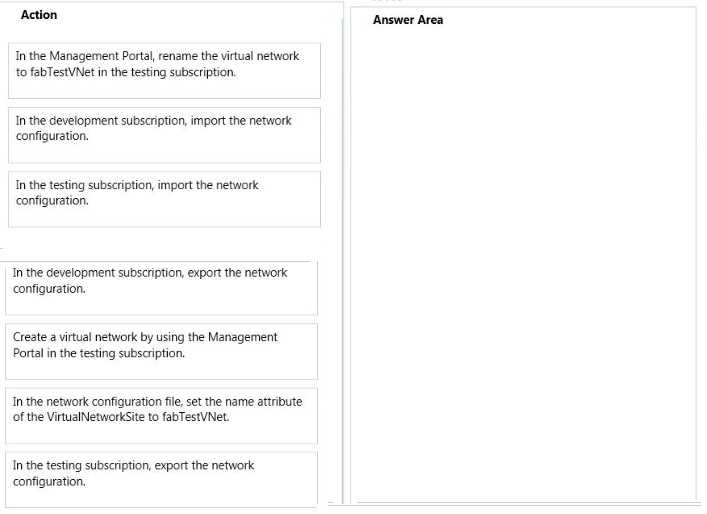 Action
In the Management Portal, rename the virtual network
to fabTestVNet in the testing subscription.
In the development subscription, import the network
configuration.
In the testing subscription, import the network
configuration.
In the development subscription, export the network
configuration.
Create a virtual network by using the Management
Portal in the testing subscription.
In the network configuration file, set the name attribute
of the VirtualNetworkSite to fabTestVNet.
In the testing subscription, export the network
configuration.
Answer Area